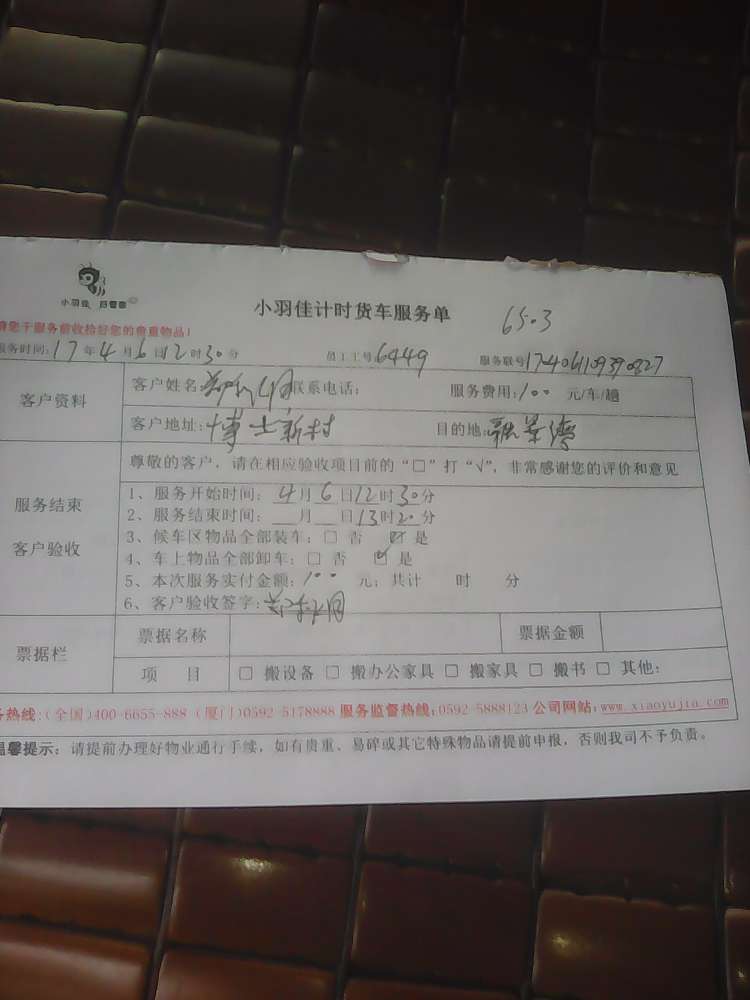 小羽佳 好管家
小羽佳计时货车服务单
653
请您于服务前收拾好您的贵重物品!
服务时间:17年4月6日12时30分 员工工号6449 服务联号
客户资料
客户姓名: 联系电话: 服务费用:100 元/车/趟
客户地址:博士新村 目的地:
尊敬的客户,请在相应验收项目前的“□”打“√”,非常感谢您的评价和意见
服务结束
客户验收
1、服务开始时间:4月6日12时30分
2、服务结束时间:__月__日13时20分
3、候车区物品全部装车:□ 否 ☑ 是
4、车上物品全部卸车:□ 否 ☑ 是
5、本次服务实付金额:100 元;共计 时 分
6、客户验收签字:
票据栏
票据名称 票据金额
项 目 □ 搬设备 □ 搬办公家具 □ 搬家具 □ 搬书 □ 其他:
务热线:(全国)400-6655-888 (厦门)0592-5178888 服务监督热线:0592-5888123 公司网站:www.xiaoyujia.com
温馨提示:请提前办理好物业通行手续,如有贵重、易碎或其它特殊物品请提前申报,否则我司不予负责。